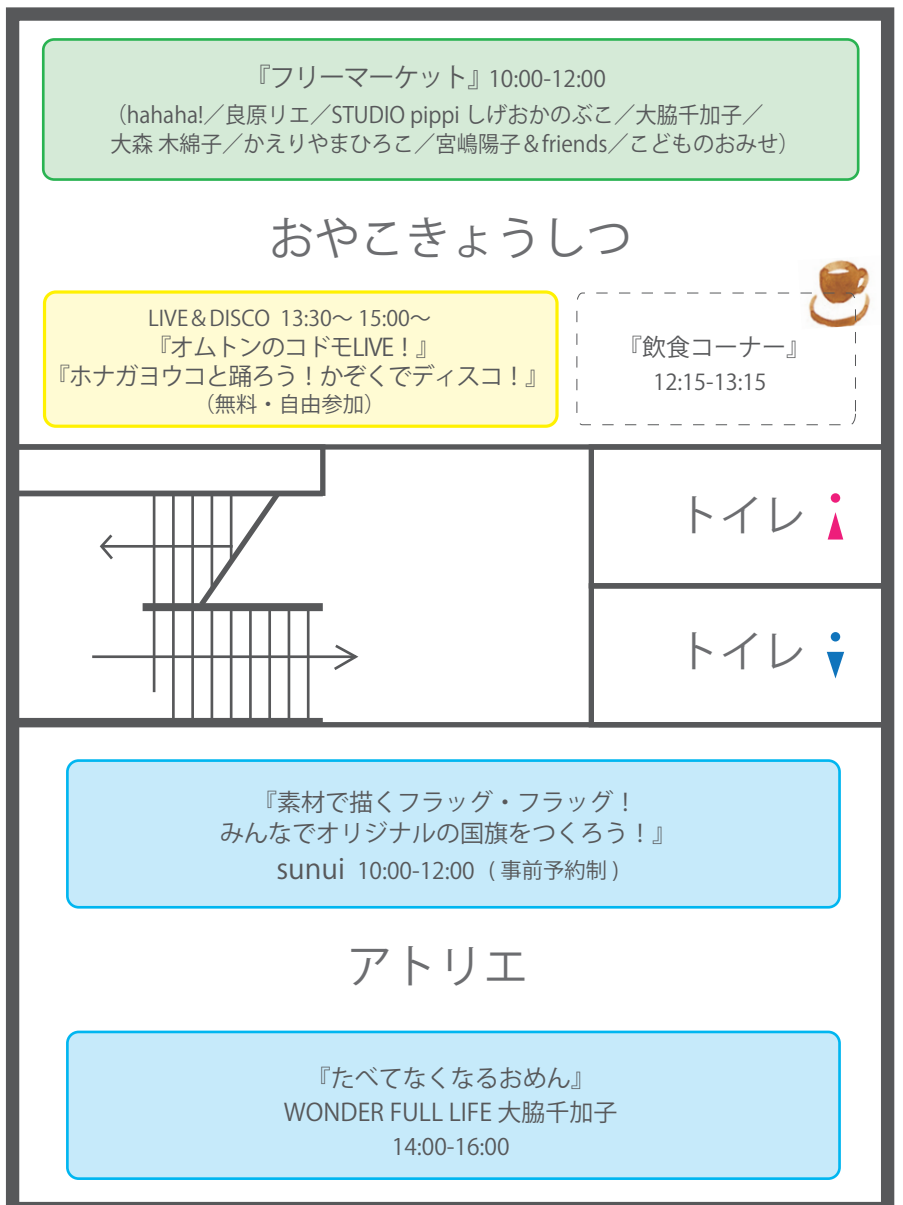 『フリーマーケット』10:00-12:00
（hahaha!／良原リエ／STUDIO pippi しげおかのぶこ／大脇千加子／
大森 木綿子／かえりやまひろこ／宮嶋陽子＆friends／こどものおみせ）
おやこきょうしつ
LIVE＆DISCO 13:30〜 15:00〜
『オムトンのコドモLIVE！』
『ホナガヨウコと踊ろう！かぞくでディスコ！』
（無料・自由参加）
『飲食コーナー』
12:15-13:15
トイレ
トイレ
『素材で描くフラッグ・フラッグ！
みんなでオリジナルの国旗をつくろう！』
sunui 10:00-12:00 ( 事前予約制 )
アトリエ
『たべてなくなるおめん』
WONDER FULL LIFE 大脇千加子
14:00-16:00